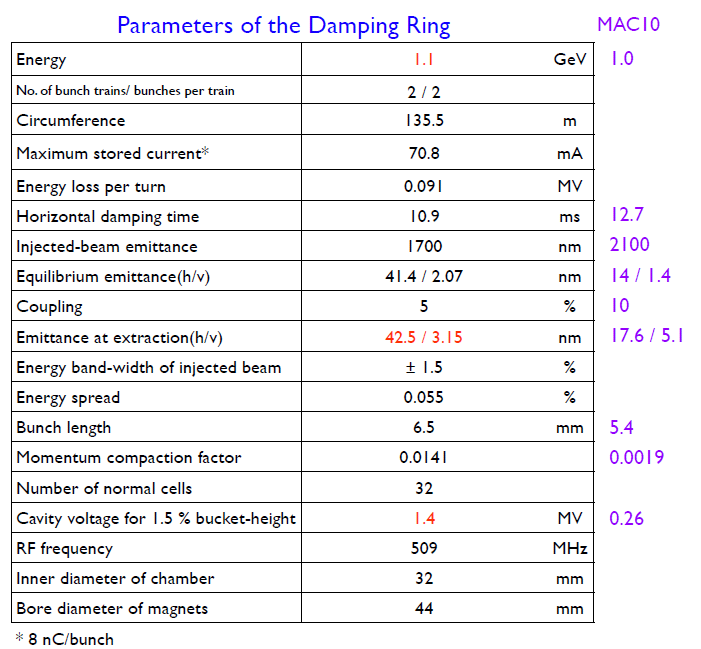 Parameters of the Damping Ring MAC10
Energy 1.1 GeV 1.0
No. of bunch trains/ bunches per train 2 / 2
Circumference 135.5 m
Maximum stored current* 70.8 mA
Energy loss per turn 0.091 MV
Horizontal damping time 10.9 ms 12.7
Injected-beam emittance 1700 nm 2100
Equilibrium emittance(h/v) 41.4 / 2.07 nm 14 / 1.4
Coupling 5 % 10
Emittance at extraction(h/v) 42.5 / 3.15 nm 17.6 / 5.1
Energy band-width of injected beam ± 1.5 %
Energy spread 0.055 %
Bunch length 6.5 mm 5.4
Momentum compaction factor 0.0141 0.0019
Number of normal cells 32
Cavity voltage for 1.5 % bucket-height 1.4 MV 0.26
RF frequency 509 MHz
Inner diameter of chamber 32 mm
Bore diameter of magnets 44 mm
* 8 nC/bunch